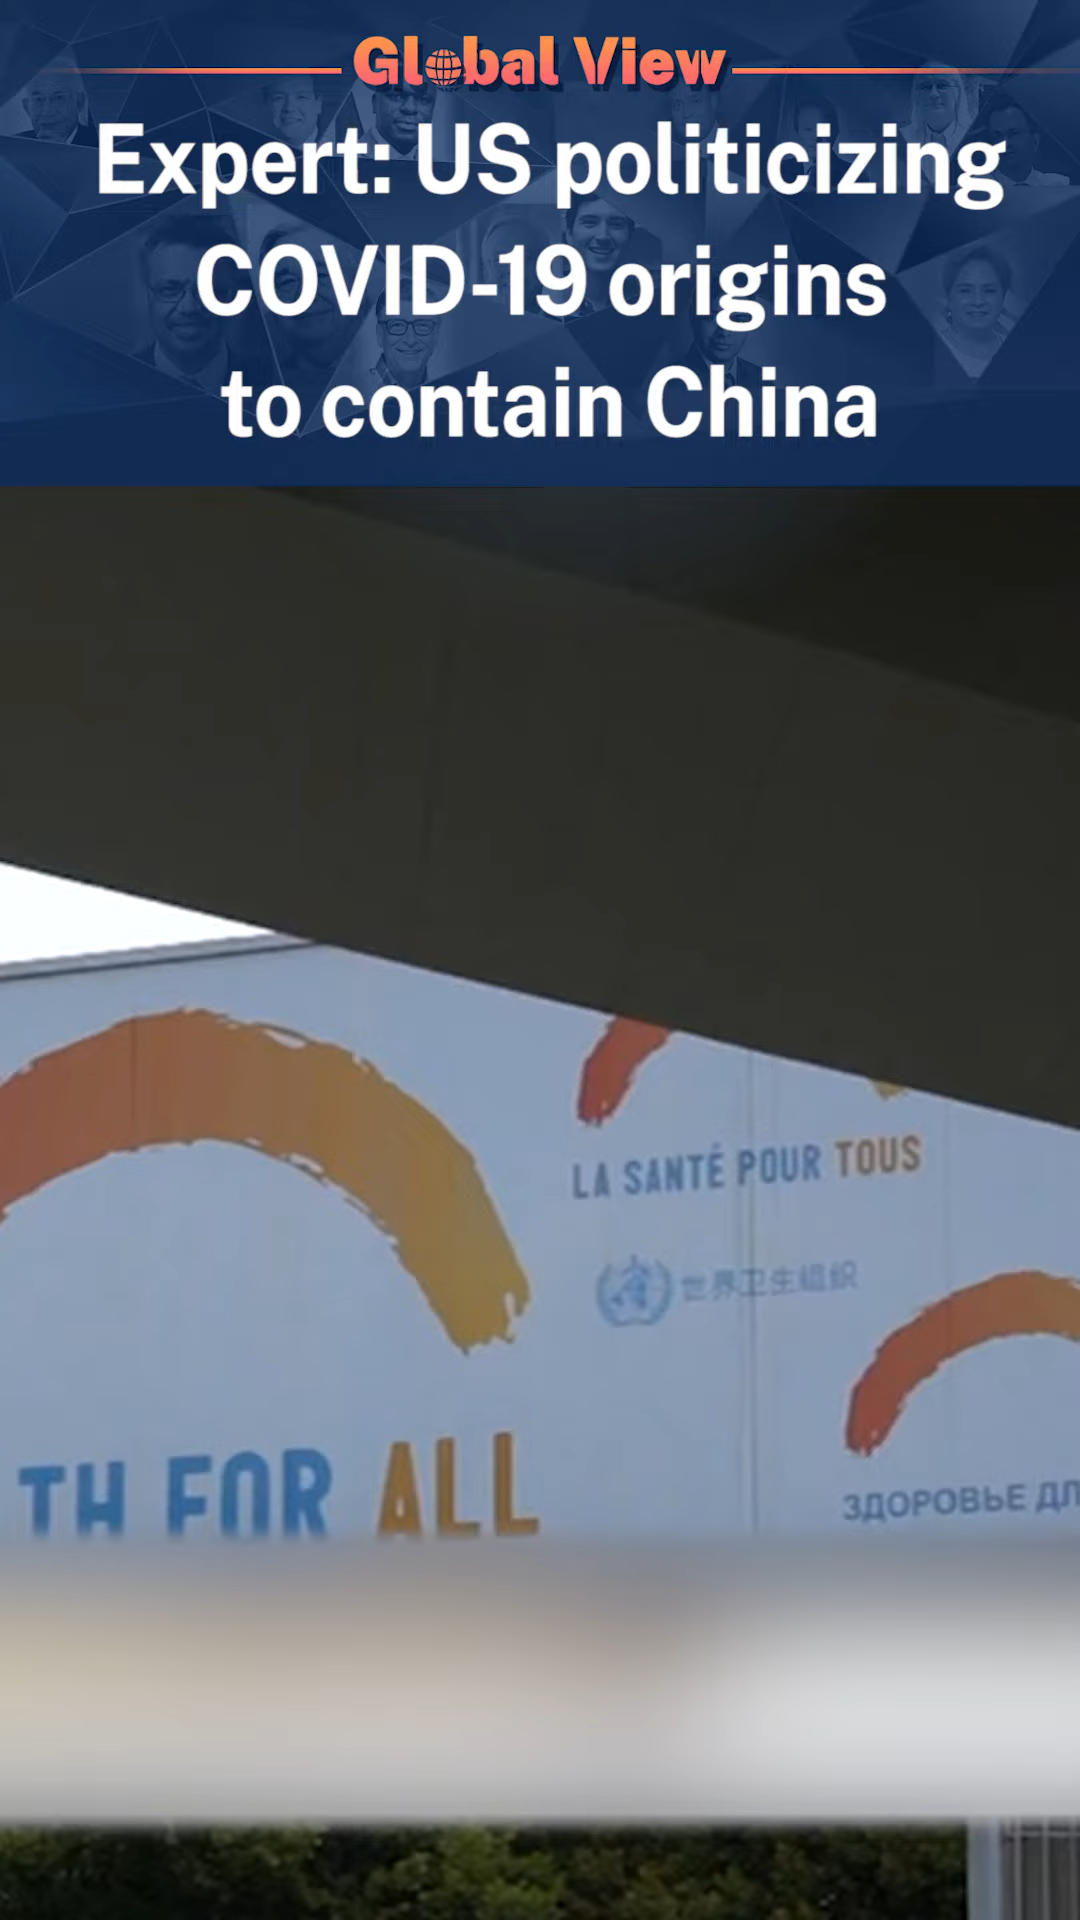 Global View
Expert: US politicizing
COVID-19 origins
to contain China
LA SANTÉ POUR TOUS
世界卫生组织
TH FOR ALL
ЗДОРОВЬЕ ДЛ